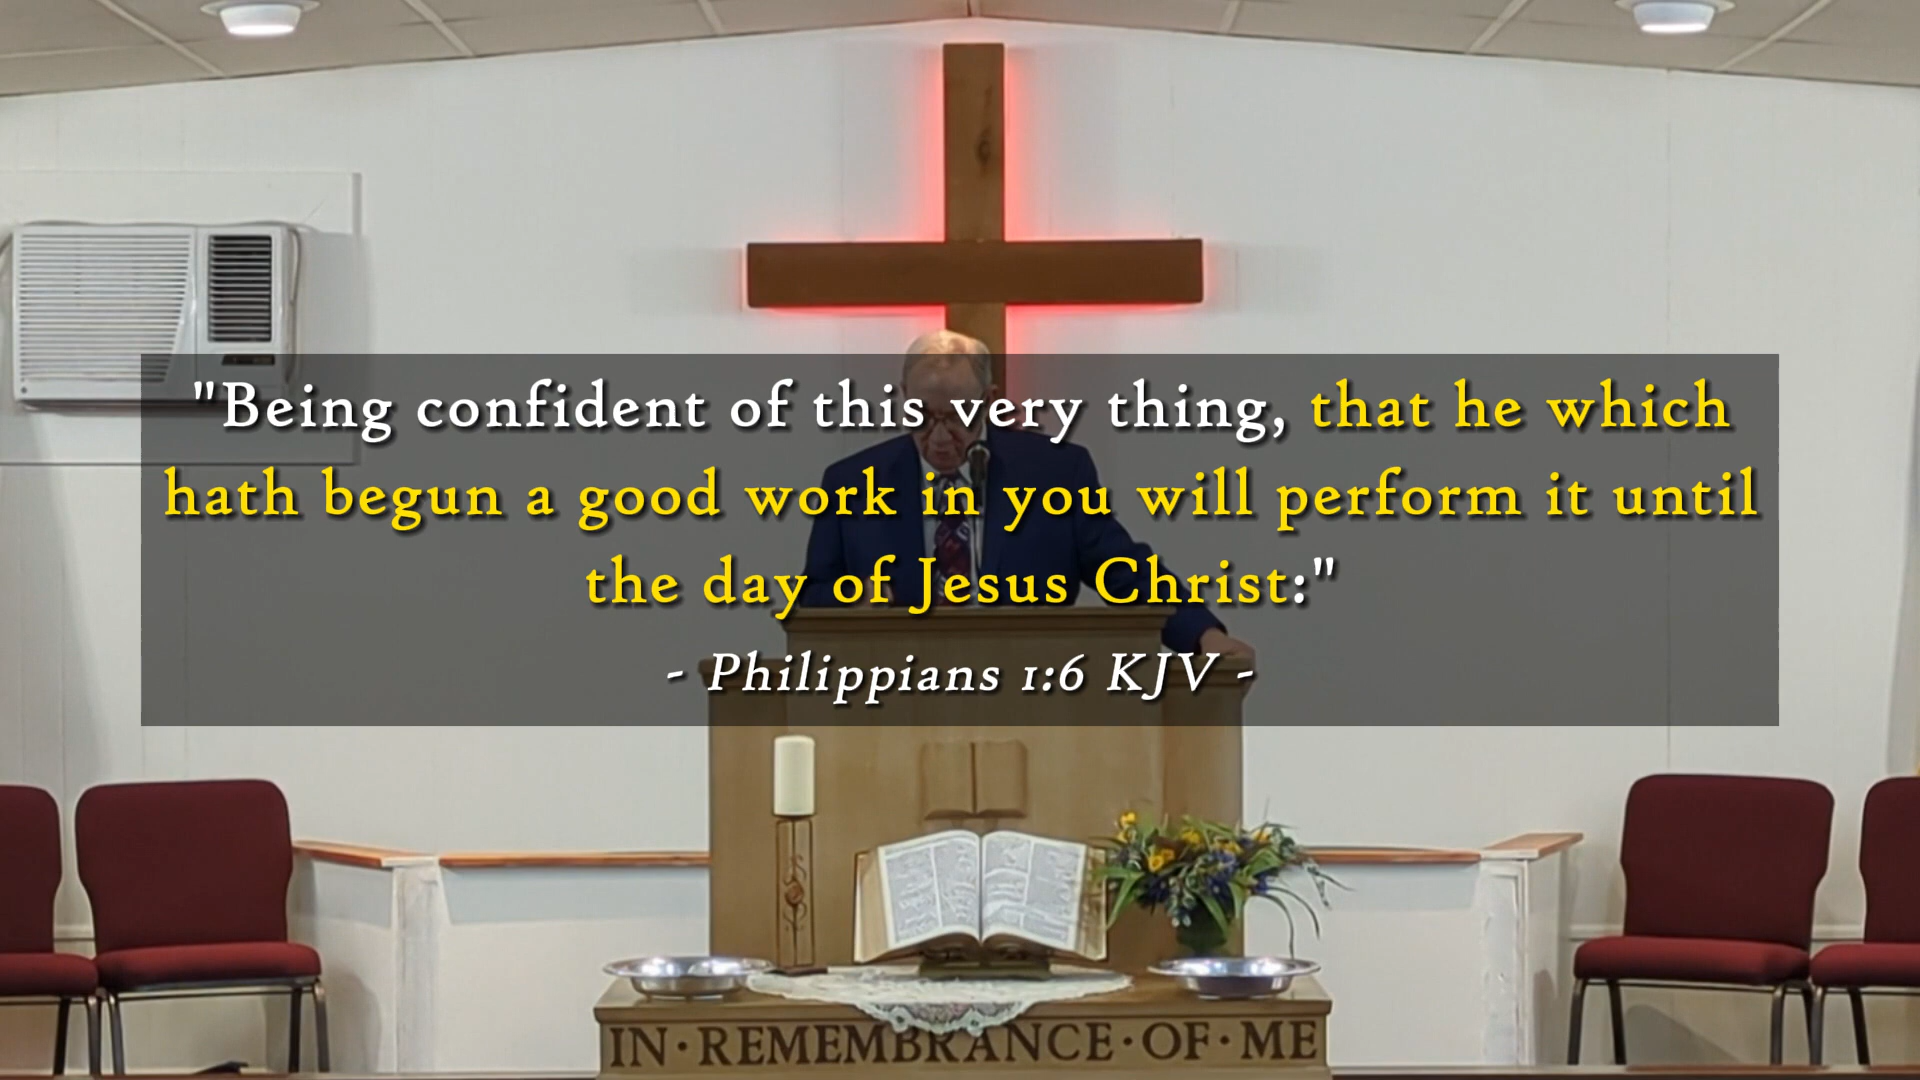 "Being confident of this very thing, that he which
hath begun a good work in you will perform it until
the day of Jesus Christ:"
- Philippians 1:6 KJV -
IN·REMEMBRANCE·OF·ME